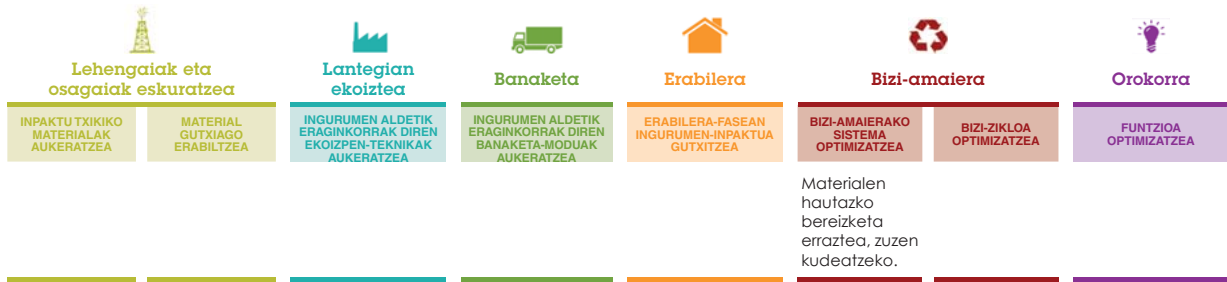 Lehengaiak eta
osagaiak eskuratzea
Lantegian
ekoiztea
Banaketa
Erabilera
Bizi-amaiera
Orokorra
INPAKTU TXIKIKO
MATERIALAK
AUKERATZEA
MATERIAL
GUTXIAGO
ERABILTZEA
INGURUMEN ALDETIK
ERAGINKORRAK DIREN
EKOIZPEN-TEKNIKAK
AUKERATZEA
INGURUMEN ALDETIK
ERAGINKORRAK DIREN
BANAKETA-MODUAK
AUKERATZEA
ERABILERA-FASEAN
INGURUMEN-INPAKTUA
GUTXITZEA
BIZI-AMAIERAKO
SISTEMA
OPTIMIZATZEA
BIZI-ZIKLOA
OPTIMIZATZEA
FUNTZIOA
OPTIMIZATZEA
Materialen
hautazko
bereizketa
erraztea, zuzen
kudeatzeko.